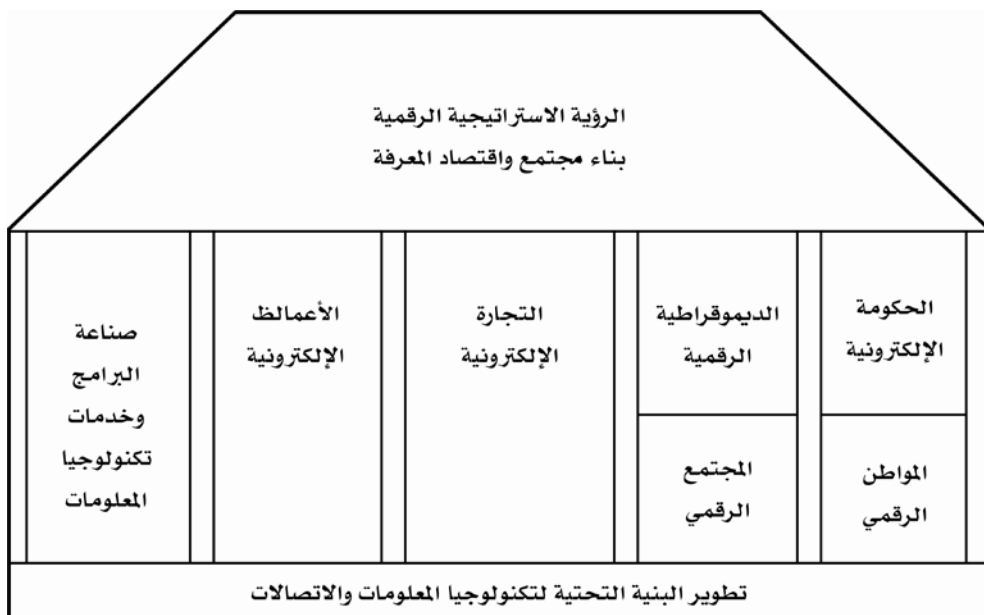 الرؤية الاستراتيجية الرقمية
بناء مجتمع واقتصاد المعرفة
الحكومة
الإلكترونية
المواطن
الرقمي
الديموقراطية
الرقمية
المجتمع
الرقمي
التجارة
الإلكترونية
الأعمالظ
الإلكترونية
صناعة
البرامج
وخدمات
تكنولوجيا
المعلومات
تطوير البنية التحتية لتكنولوجيا المعلومات والاتصالات